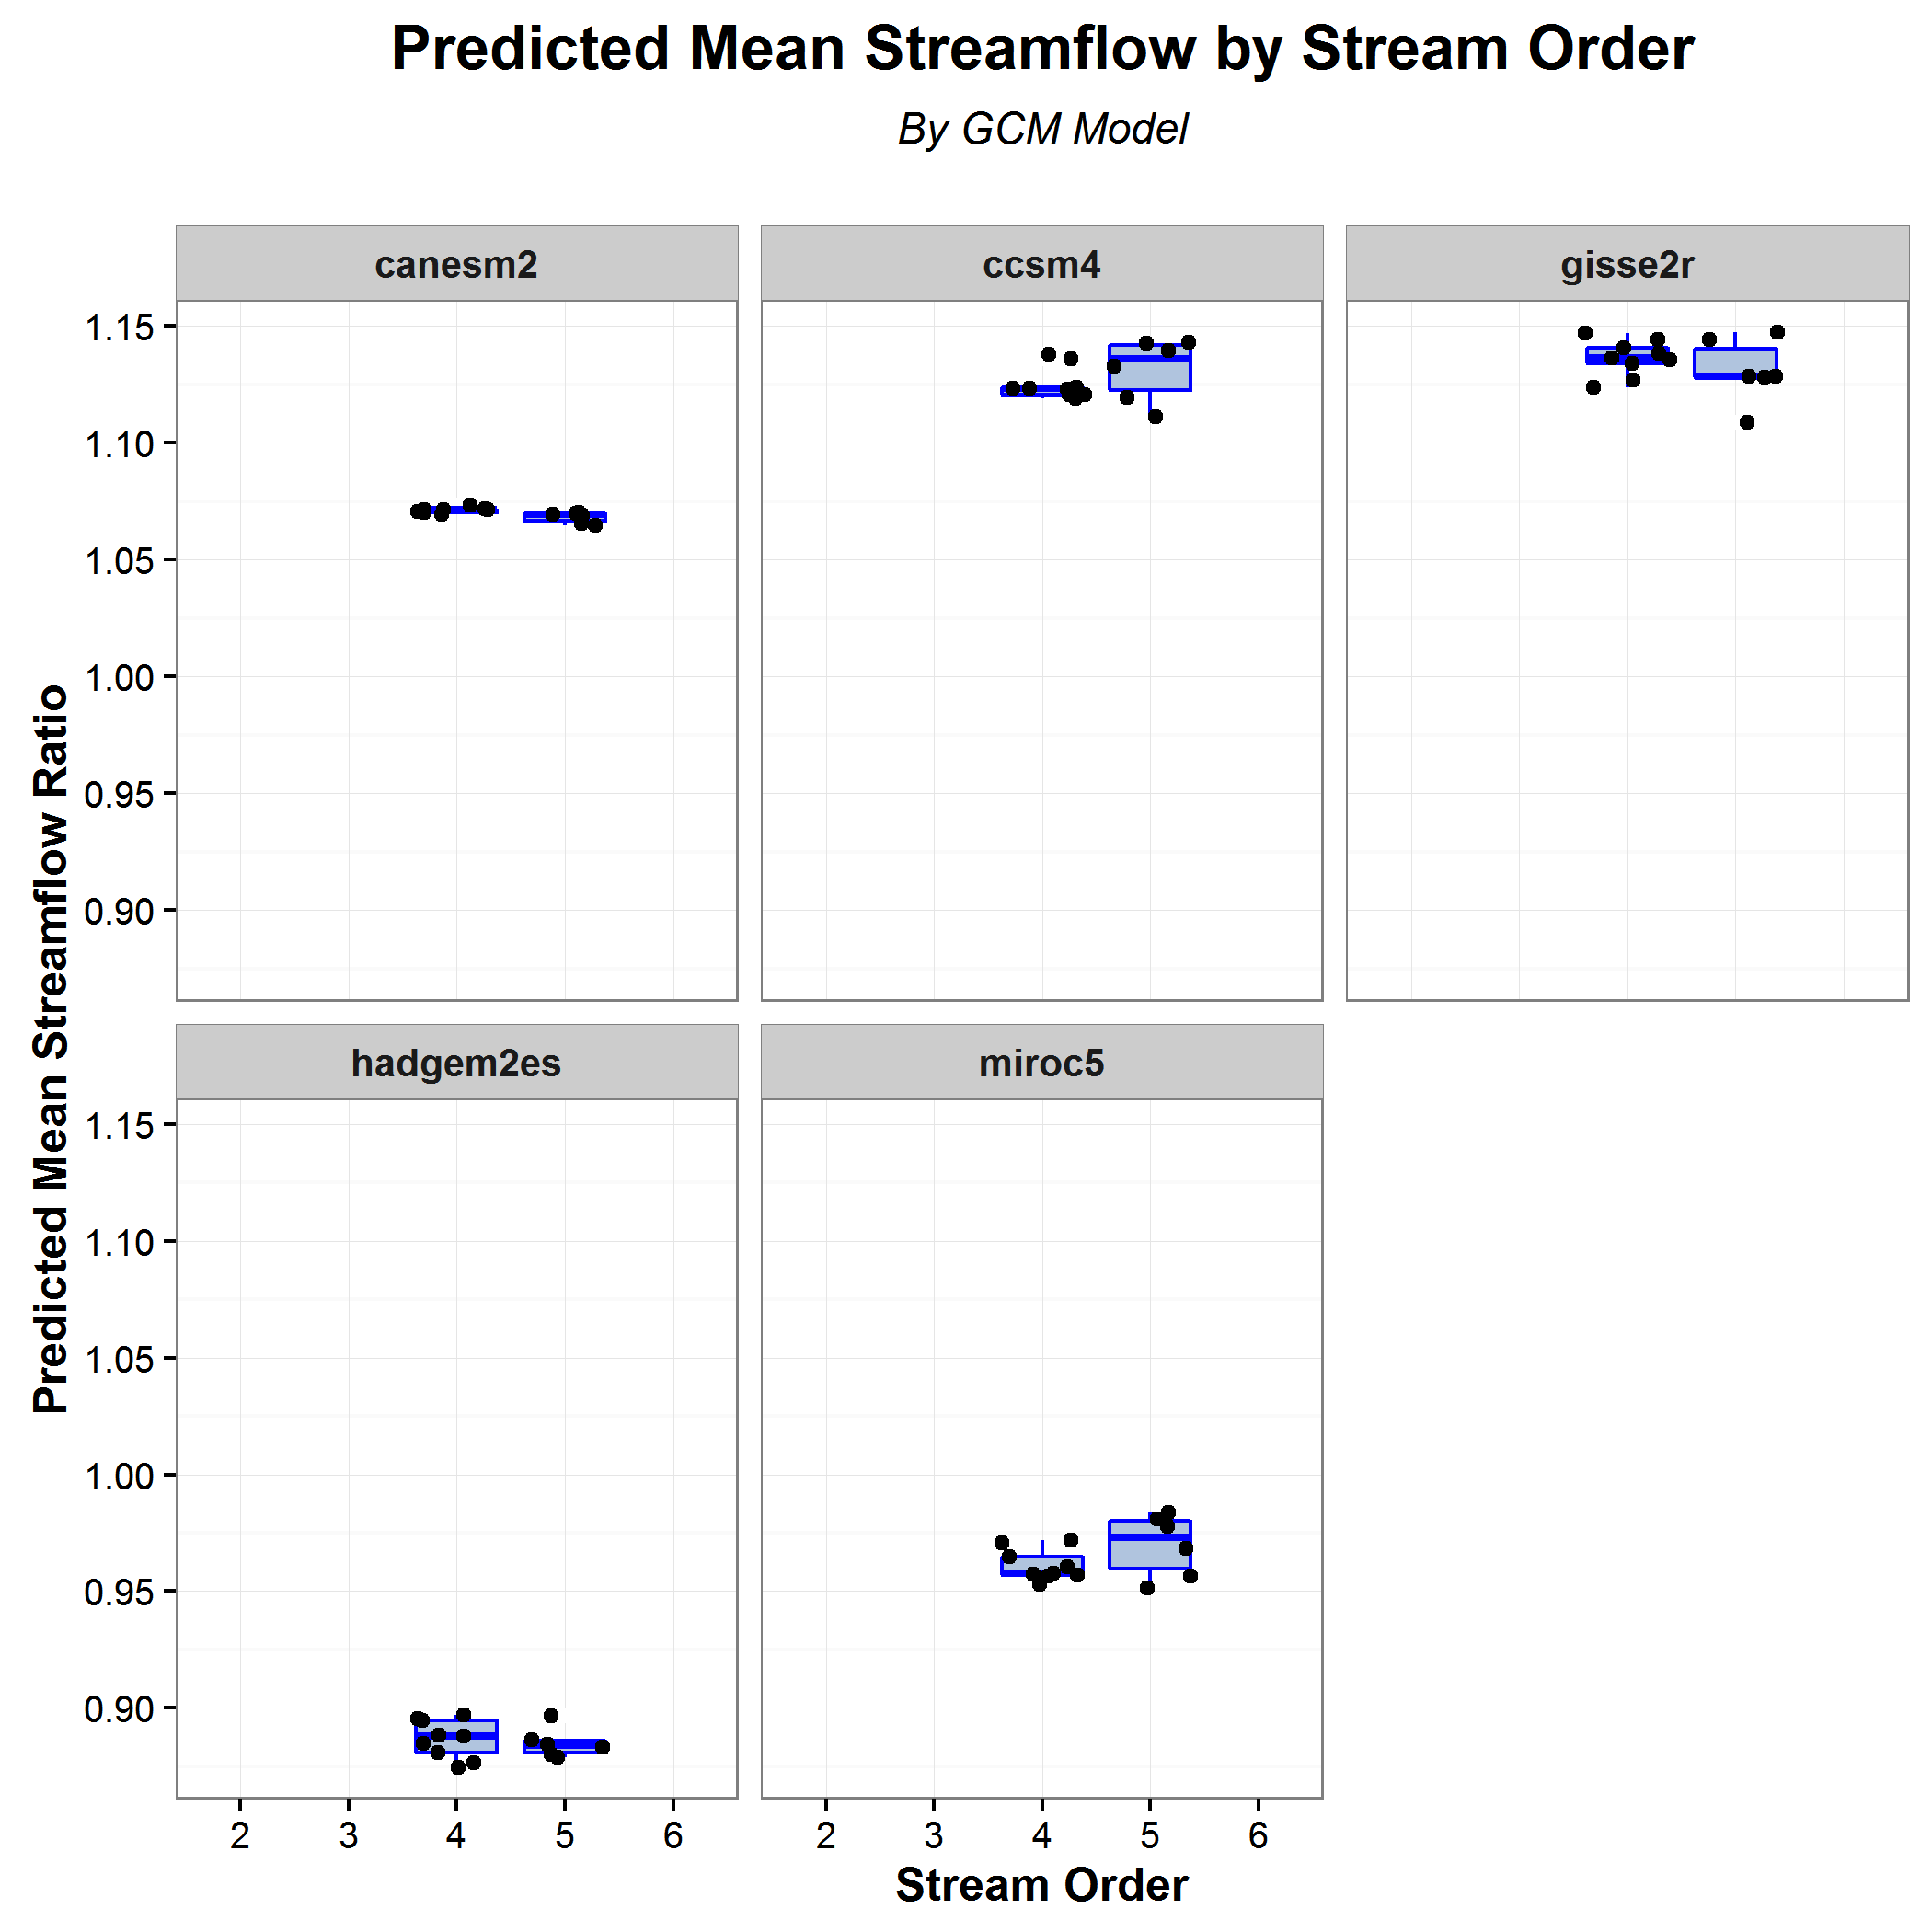 Predicted Mean Streamflow by Stream Order
By GCM Model
canesm2
ccsm4
gisse2r
1.15
1.10
1.05
1.00
0.95
0.90
Predicted Mean Streamflow Ratio
hadgem2es
miroc5
1.15
1.10
1.05
1.00
0.95
0.90
2 3 4 5 6
2 3 4 5 6
Stream Order